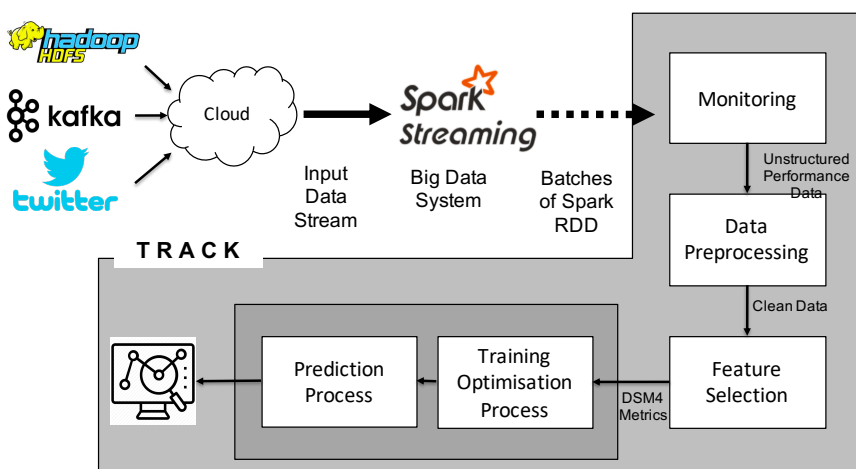 hadoop
HDFS
kafka
twitter
Cloud
Input
Data
Stream
Spark
Streaming
Big Data
System
Batches
of Spark
RDD
Monitoring
Unstructured
Performance
Data
Data
Preprocessing
Clean Data
Feature
Selection
DSM4
Metrics
Training
Optimisation
Process
Prediction
Process
TRACK